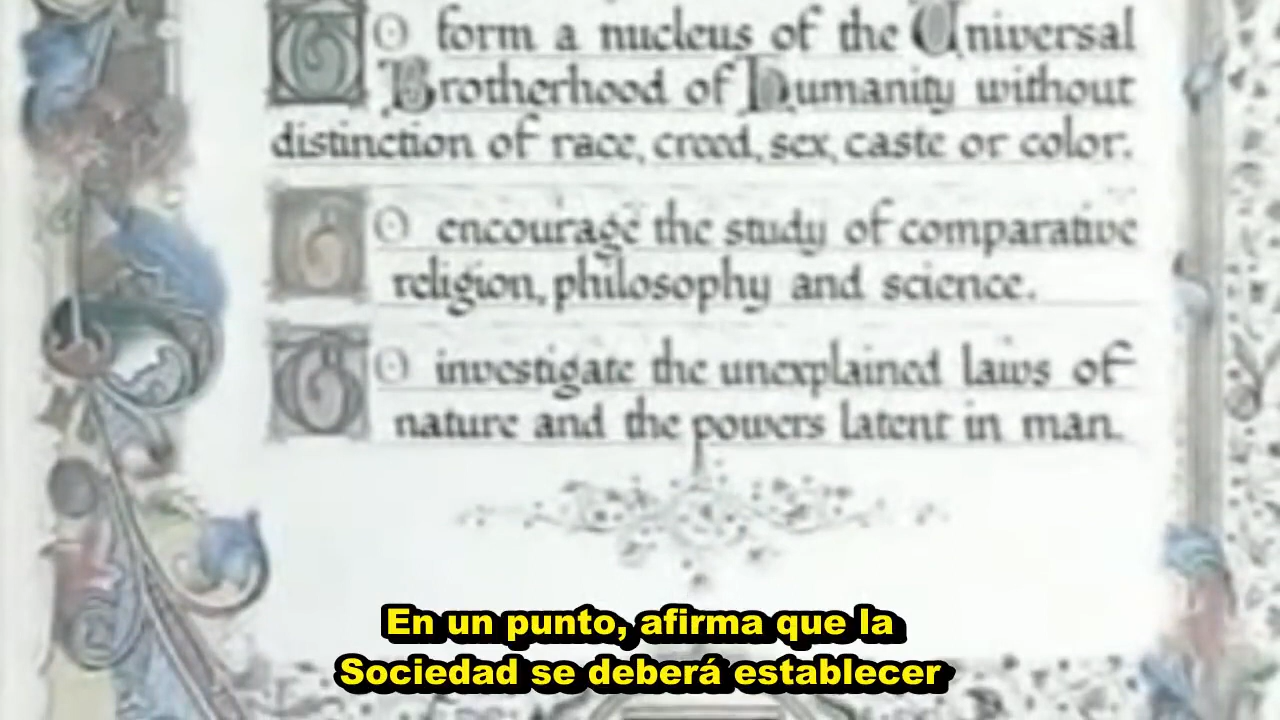 To form a nucleus of the Universal
Brotherhood of Humanity without
distinction of race, creed, sex, caste or color.
To encourage the study of comparative
religion, philosophy and science.
To investigate the unexplained laws of
nature and the powers latent in man.
En un punto, afirma que la
Sociedad se deberá establecer